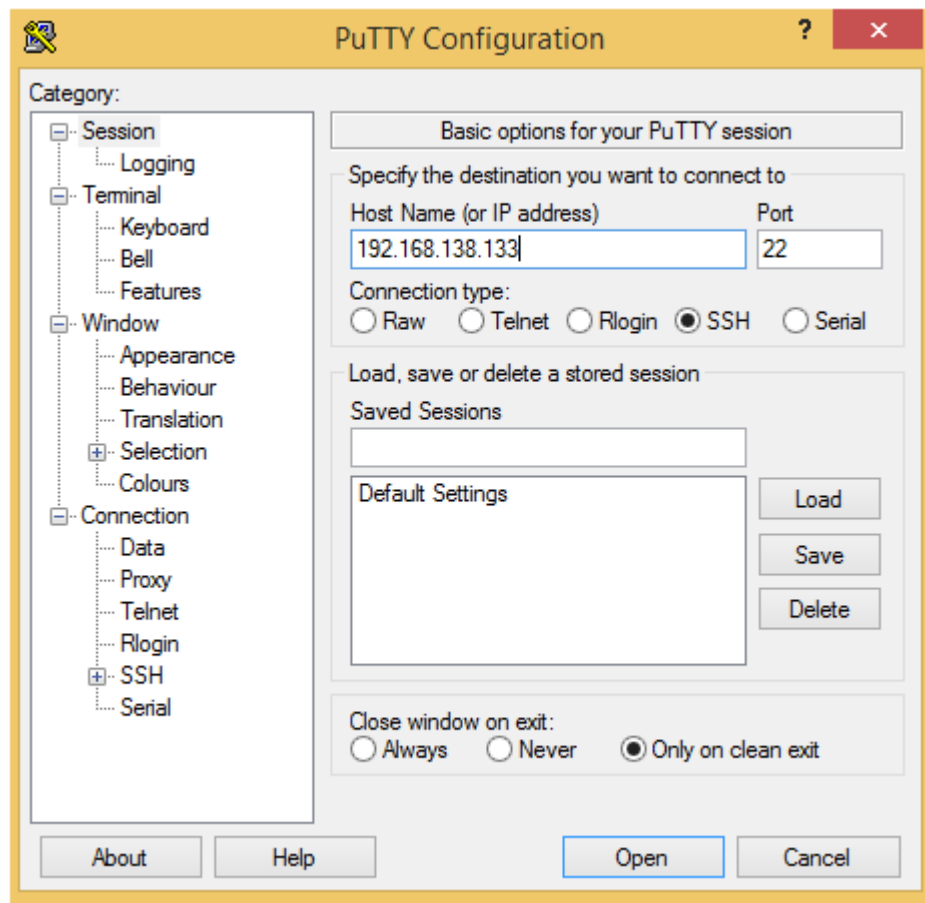 PuTTY Configuration
?
×
Category:
Session
Logging
Terminal
Keyboard
Bell
Features
Window
Appearance
Behaviour
Translation
Selection
Colours
Connection
Data
Proxy
Telnet
Rlogin
SSH
Serial
Basic options for your PuTTY session
Specify the destination you want to connect to
Host Name (or IP address) Port
192.168.138.133 22
Connection type:
Raw Telnet Rlogin SSH Serial
Load, save or delete a stored session
Saved Sessions
Default Settings
Load
Save
Delete
Close window on exit:
Always Never Only on clean exit
About Help Open Cancel